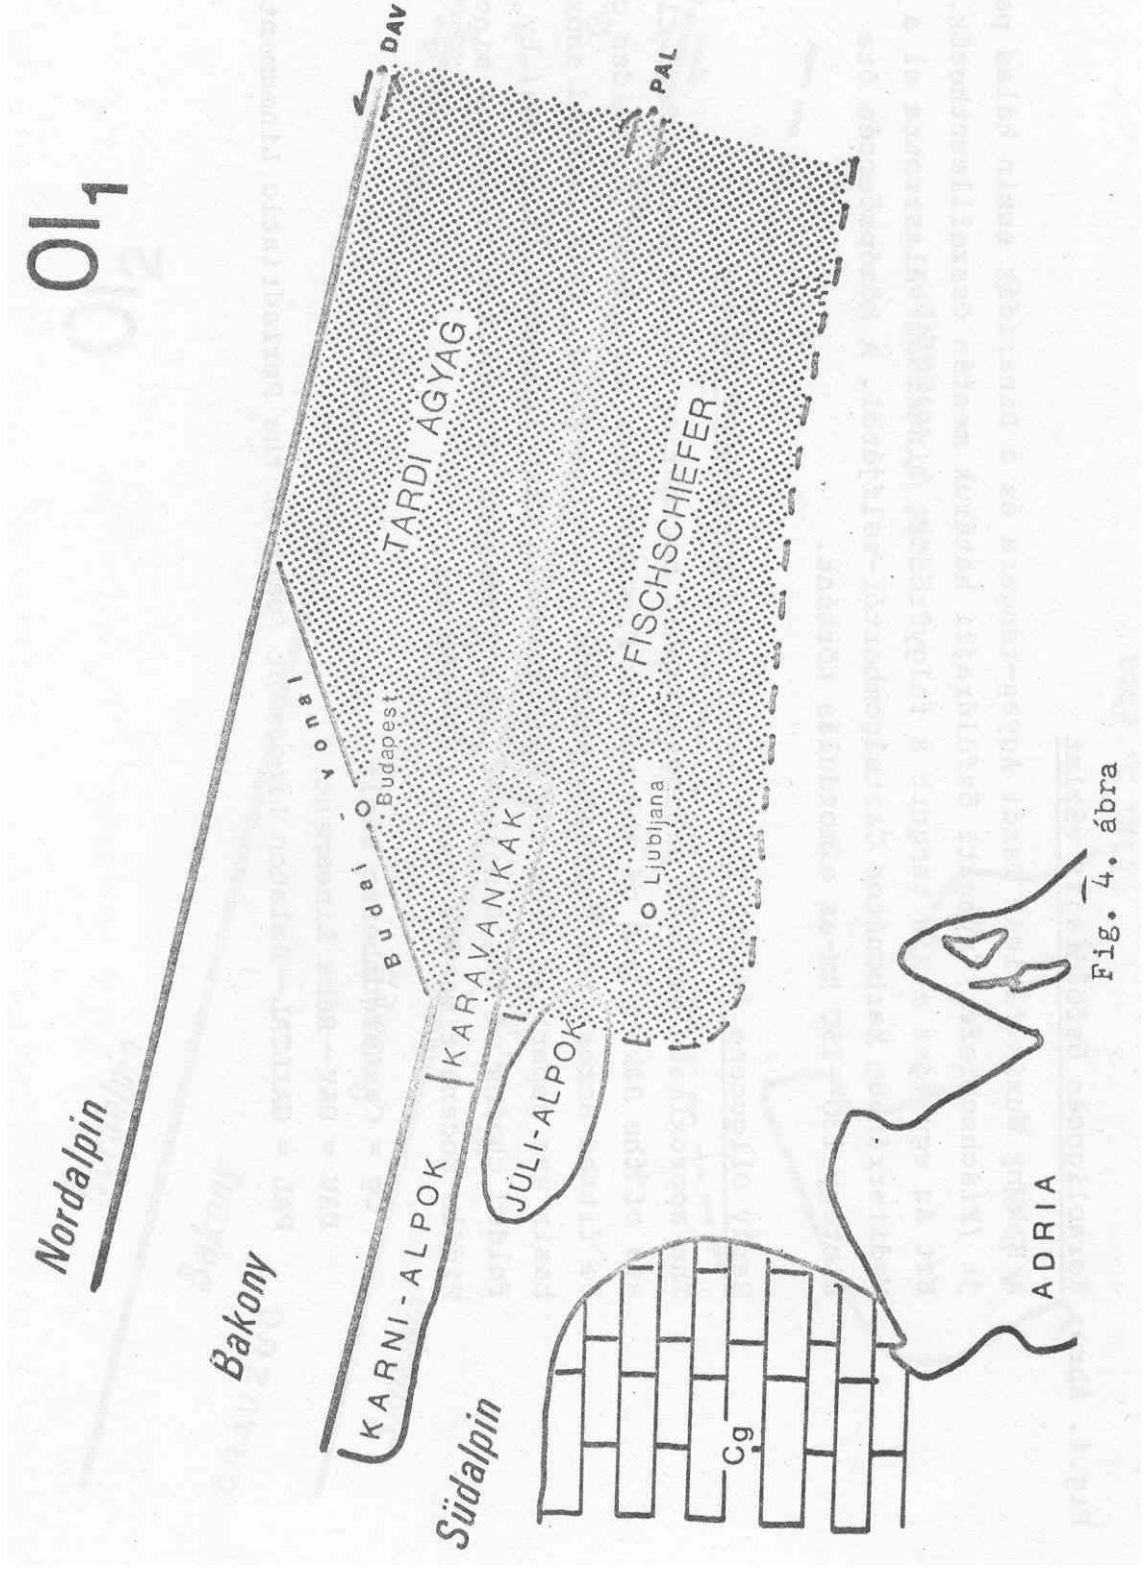 Ol₁
DAV
PAL
Nordalpin
TARDI AGYAG
Budai vonal
Budapest
Bakony
KARNI-ALPOK
KARAVANKÁK
FISCHSCHIEFER
JÚLI-ALPOK
Ljubljana
Südalpin
Cg
ADRIA
Fig. 4. ábra